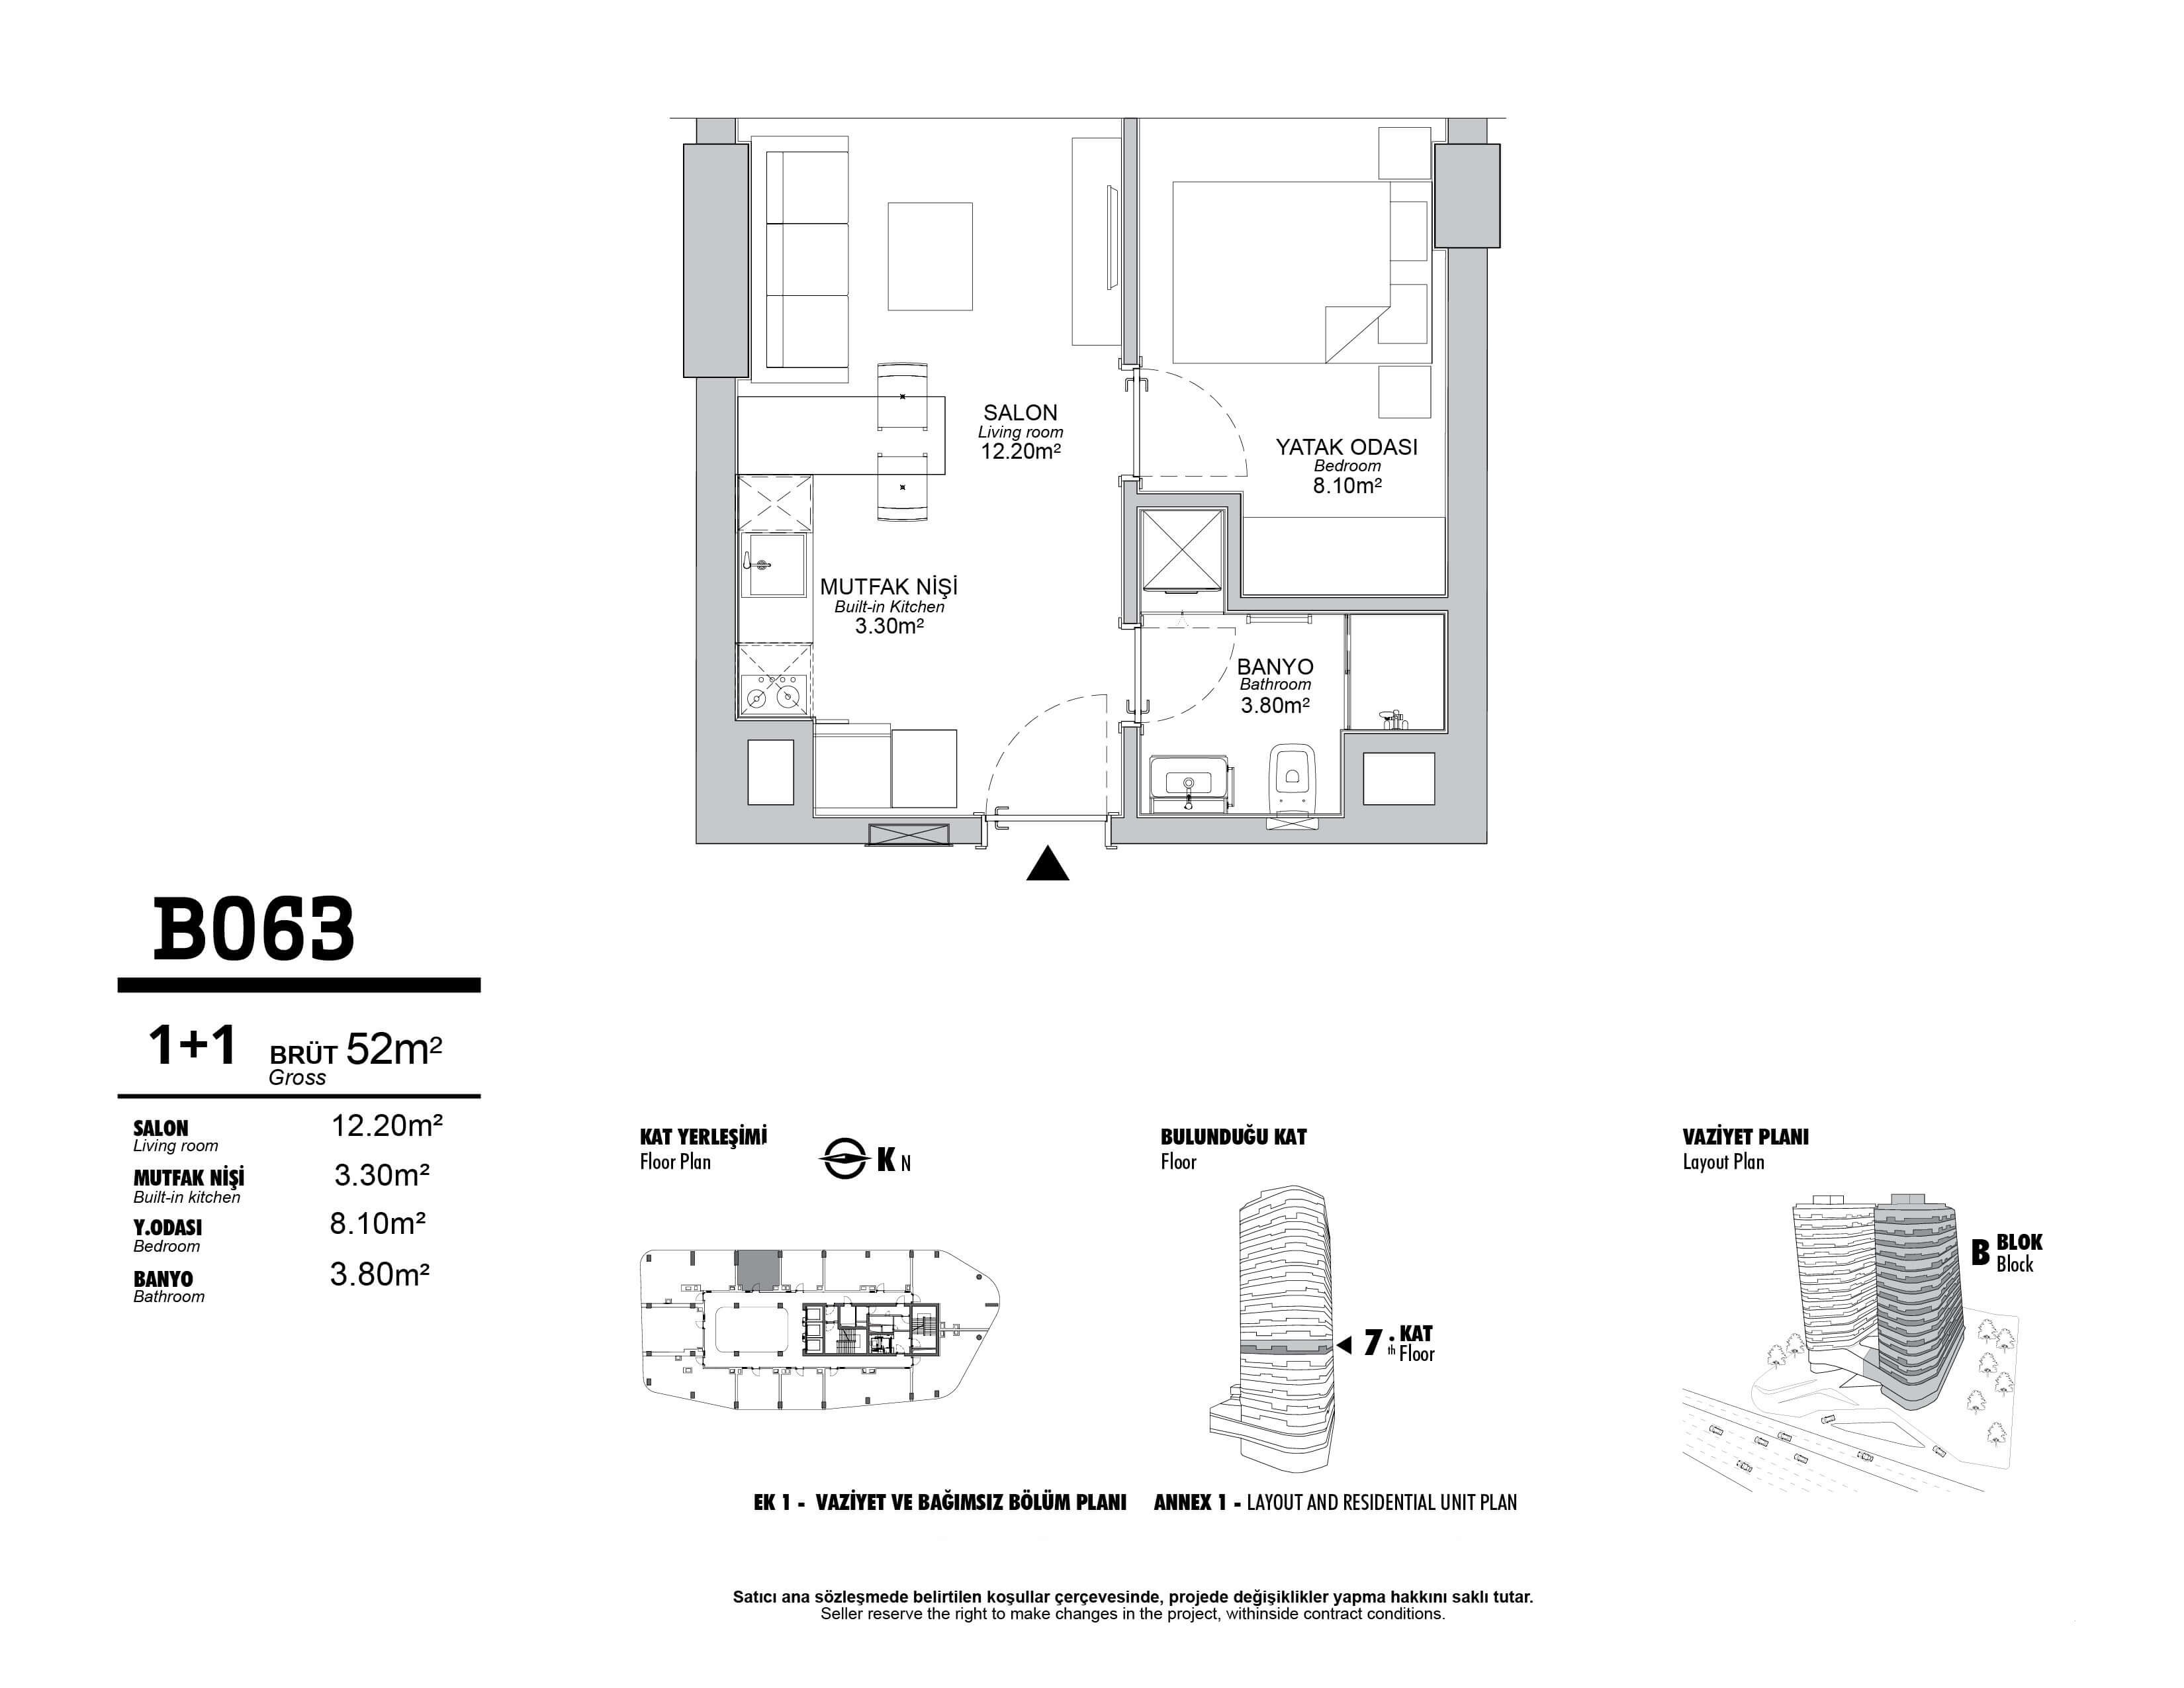 SALON
Living room
12.20m²
YATAK ODASI
Bedroom
8.10m²
MUTFAK NİŞİ
Built-in Kitchen
3.30m²
BANYO
Bathroom
3.80m²
B063
1+1 BRÜT 52m²
Gross
SALON 12.20m²
Living room
MUTFAK NİŞİ 3.30m²
Built-in kitchen
Y.ODASI 8.10m²
Bedroom
BANYO 3.80m²
Bathroom
KAT YERLEŞİMİ
Floor Plan
K N
BULUNDUĞU KAT
Floor
7. KAT
th Floor
VAZİYET PLANI
Layout Plan
B BLOK
Block
EK 1 - VAZİYET VE BAĞIMSIZ BÖLÜM PLANI ANNEX 1 - LAYOUT AND RESIDENTIAL UNIT PLAN
Satıcı ana sözleşmede belirtilen koşullar çerçevesinde, projede değişiklikler yapma hakkını saklı tutar.
Seller reserve the right to make changes in the project, withinside contract conditions.